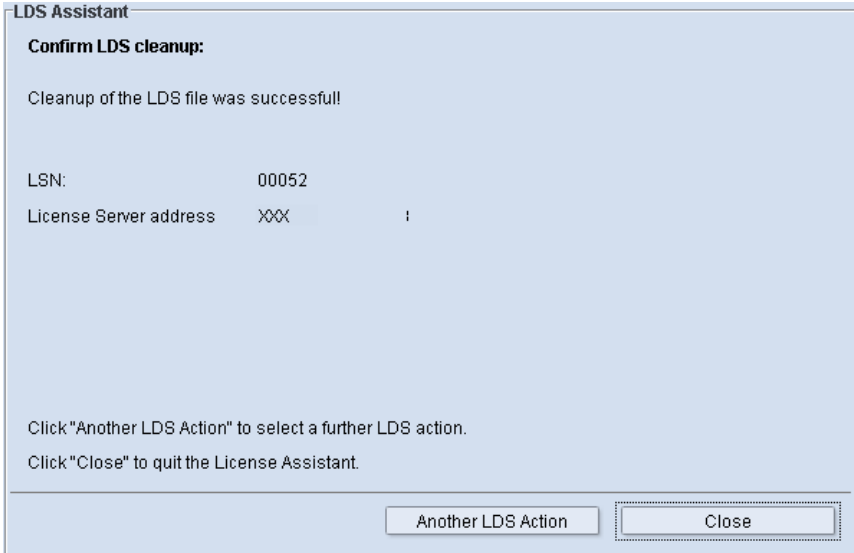 LDS Assistant
Confirm LDS cleanup:
Cleanup of the LDS file was successful!
LSN: 00052
License Server address XXX
Click "Another LDS Action" to select a further LDS action.
Click "Close" to quit the License Assistant.
Another LDS Action Close